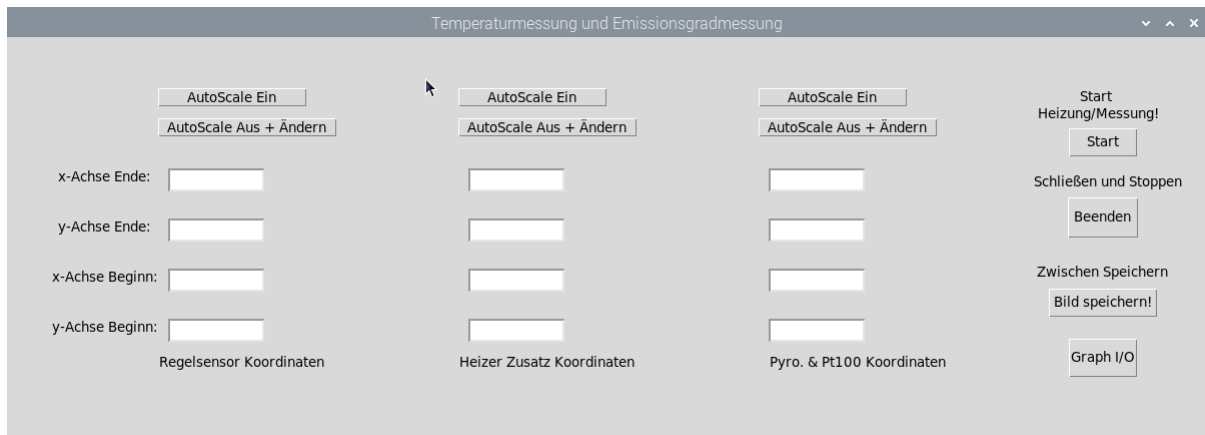 Temperaturmessung und Emissionsgradmessung
AutoScale Ein
AutoScale Ein
AutoScale Ein
Start
Heizung/Messung!
AutoScale Aus + Ändern
AutoScale Aus + Ändern
AutoScale Aus + Ändern
Start
x-Achse Ende:
Schließen und Stoppen
y-Achse Ende:
Beenden
x-Achse Beginn:
Zwischen Speichern
Bild speichern!
y-Achse Beginn:
Regelsensor Koordinaten
Heizer Zusatz Koordinaten
Pyro. & Pt100 Koordinaten
Graph I/O